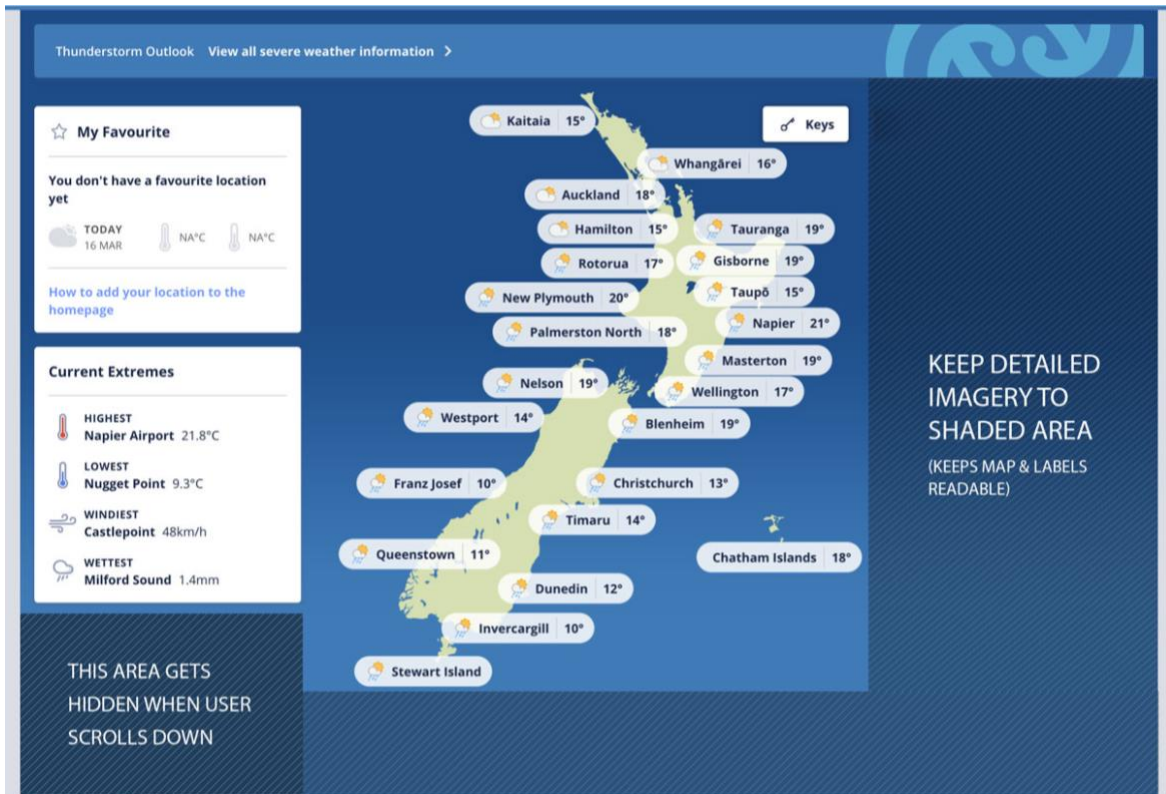 Thunderstorm Outlook View all severe weather information >
My Favourite
You don't have a favourite location
yet
TODAY
16 MAR
NA°C
NA°C
How to add your location to the
homepage
Current Extremes
HIGHEST
Napier Airport 21.8°C
LOWEST
Nugget Point 9.3°C
WINDIEST
Castlepoint 48km/h
WETTEST
Milford Sound 1.4mm
THIS AREA GETS
HIDDEN WHEN USER
SCROLLS DOWN
Keys
Kaitaia 15°
Whangārei 16°
Auckland 18°
Hamilton 15°
Tauranga 19°
Rotorua 17°
Gisborne 19°
New Plymouth 20°
Taupō 15°
Palmerston North 18°
Napier 21°
Masterton 19°
Nelson 19°
Wellington 17°
Westport 14°
Blenheim 19°
Franz Josef 10°
Christchurch 13°
Timaru 14°
Queenstown 11°
Chatham Islands 18°
Dunedin 12°
Invercargill 10°
Stewart Island
KEEP DETAILED
IMAGERY TO
SHADED AREA
(KEEPS MAP & LABELS
READABLE)